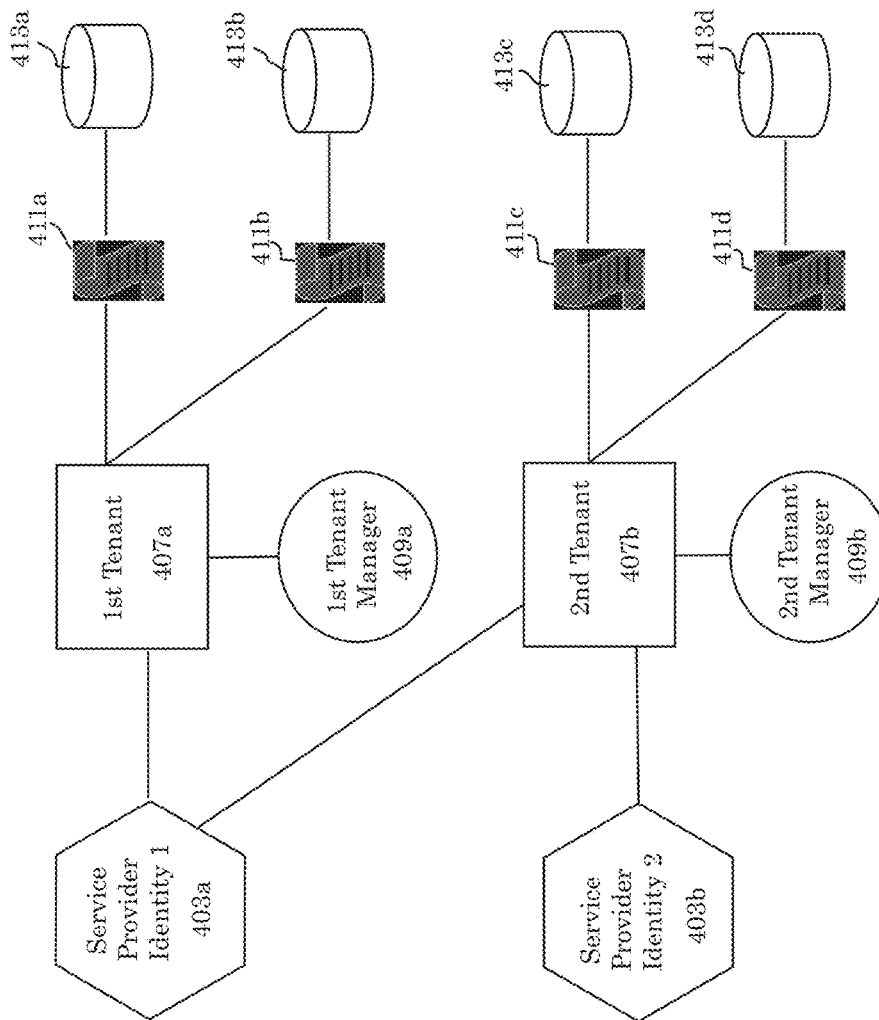 Service
Provider
Identity 2
403b
Service
Provider
Identity 1
403a
2nd Tenant
Manager
409b
2nd Tenant
407b
1st Tenant
Manager
409a
1st Tenant
407a
411d
411c
411b
411a
413d
413c
413b
413a